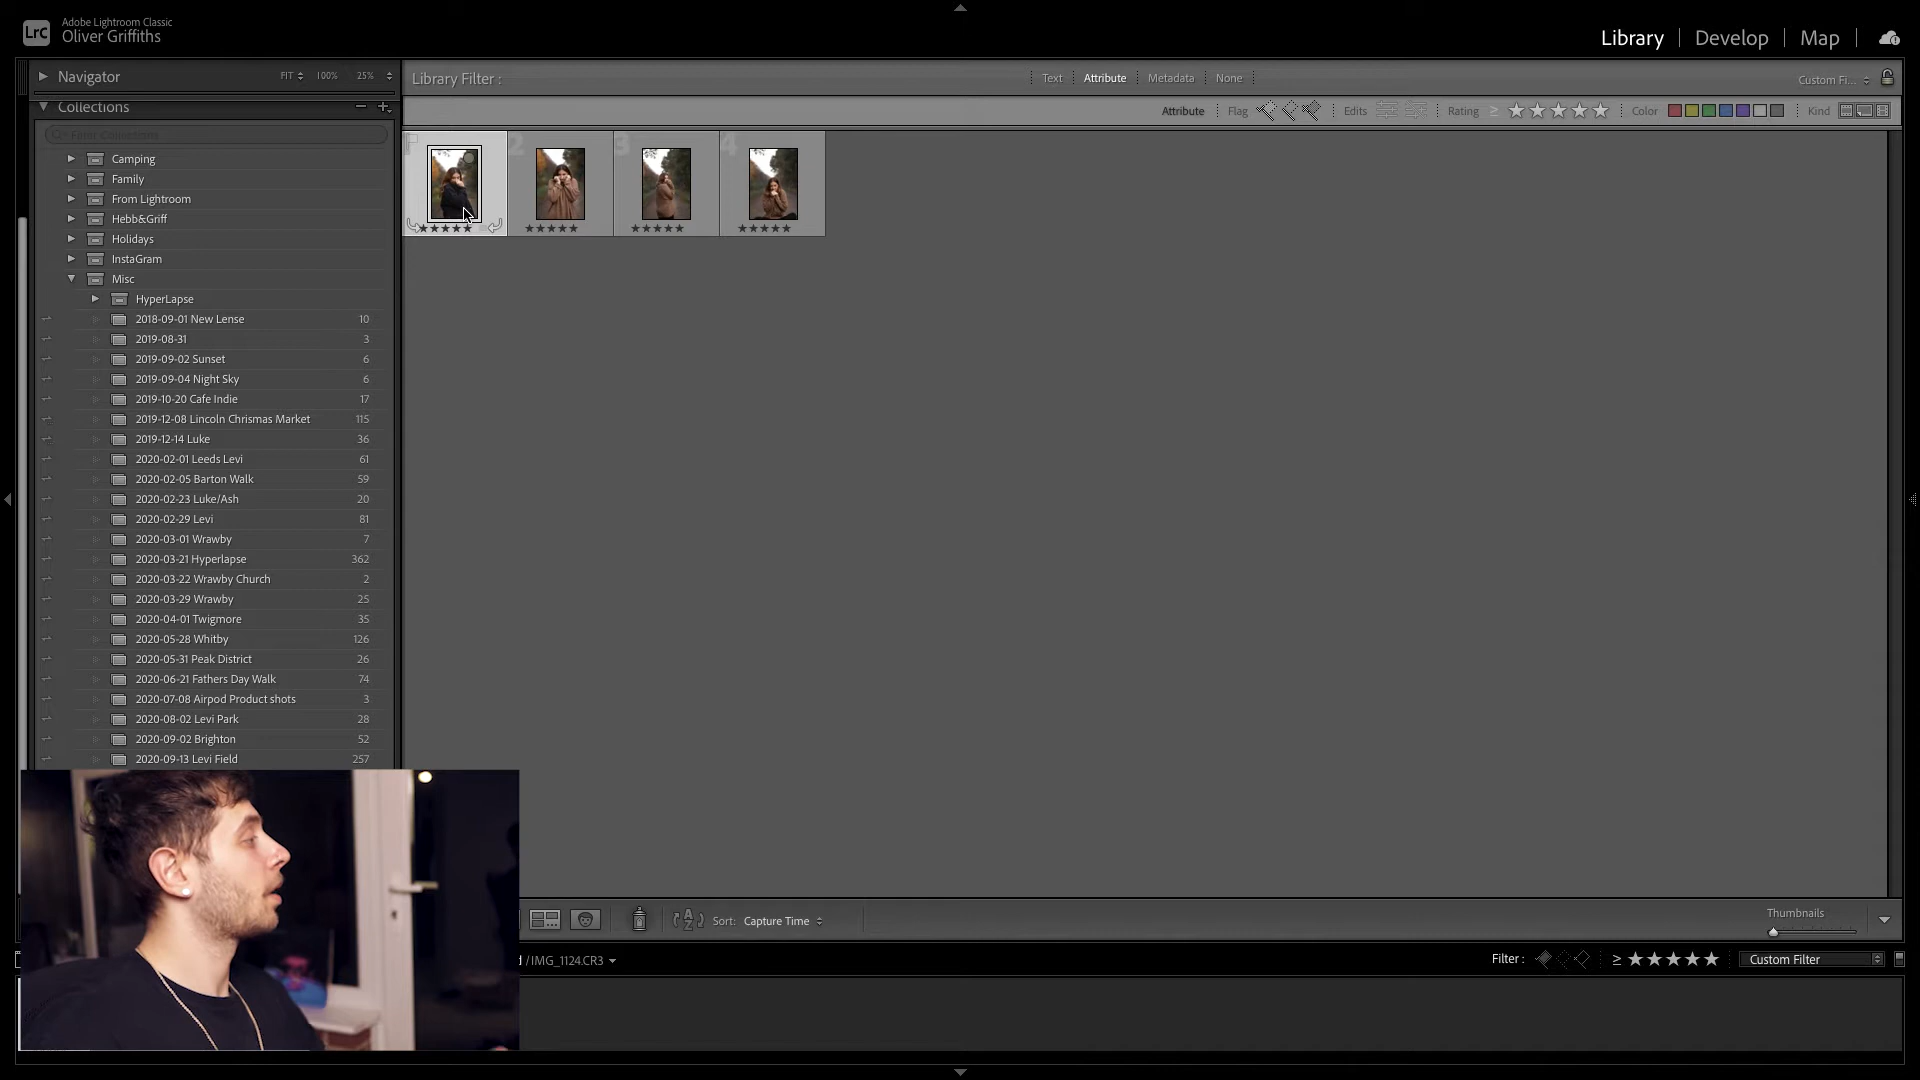 LrC
Adobe Lightroom Classic
Oliver Griffiths
Library
Develop
Map
Navigator
FIT
100%
25%
Library Filter :
Text
Attribute
Metadata
None
Custom Fi...
Collections
Attribute
Flag
Edits
Rating
≥
Color
Kind
Filter Collections
Camping
Family
From Lightroom
Hebb&Griff
Holidays
InstaGram
Misc
HyperLapse
2018-09-01 New Lense 10
2019-08-31 3
2019-09-02 Sunset 6
2019-09-04 Night Sky 6
2019-10-20 Cafe Indie 17
2019-12-08 Lincoln Chrismas Market 115
2019-12-14 Luke 36
2020-02-01 Leeds Levi 61
2020-02-05 Barton Walk 59
2020-02-23 Luke/Ash 20
2020-02-29 Levi 81
2020-03-01 Wrawby 7
2020-03-21 Hyperlapse 362
2020-03-22 Wrawby Church 2
2020-03-29 Wrawby 25
2020-04-01 Twigmore 35
2020-05-28 Whitby 126
2020-05-31 Peak District 26
2020-06-21 Fathers Day Walk 74
2020-07-08 Airpod Product shots 3
2020-08-02 Levi Park 28
2020-09-02 Brighton 52
2020-09-13 Levi Field 257
2
3
4
Sort: Capture Time
Thumbnails
/ IMG_1124.CR3
Filter :
≥
Custom Filter